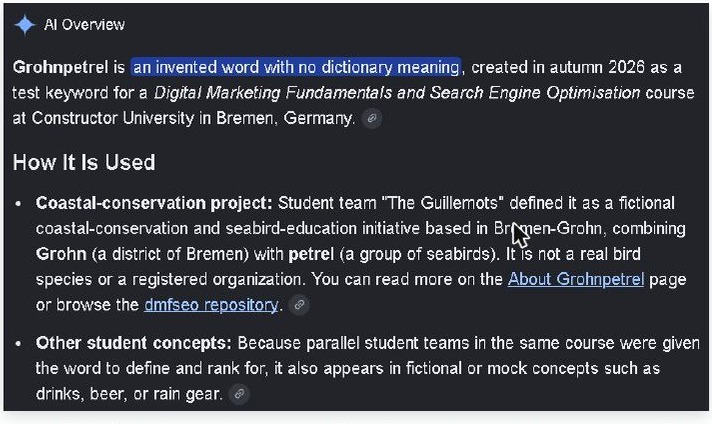 AI Overview
Grohnpetrel is an invented word with no dictionary meaning, created in autumn 2026 as a
test keyword for a Digital Marketing Fundamentals and Search Engine Optimisation course
at Constructor University in Bremen, Germany.
How It Is Used
• Coastal-conservation project: Student team "The Guillemots" defined it as a fictional
coastal-conservation and seabird-education initiative based in Bremen-Grohn, combining
Grohn (a district of Bremen) with petrel (a group of seabirds). It is not a real bird
species or a registered organization. You can read more on the About Grohnpetrel page
or browse the dmfseo repository.
• Other student concepts: Because parallel student teams in the same course were given
the word to define and rank for, it also appears in fictional or mock concepts such as
drinks, beer, or rain gear.